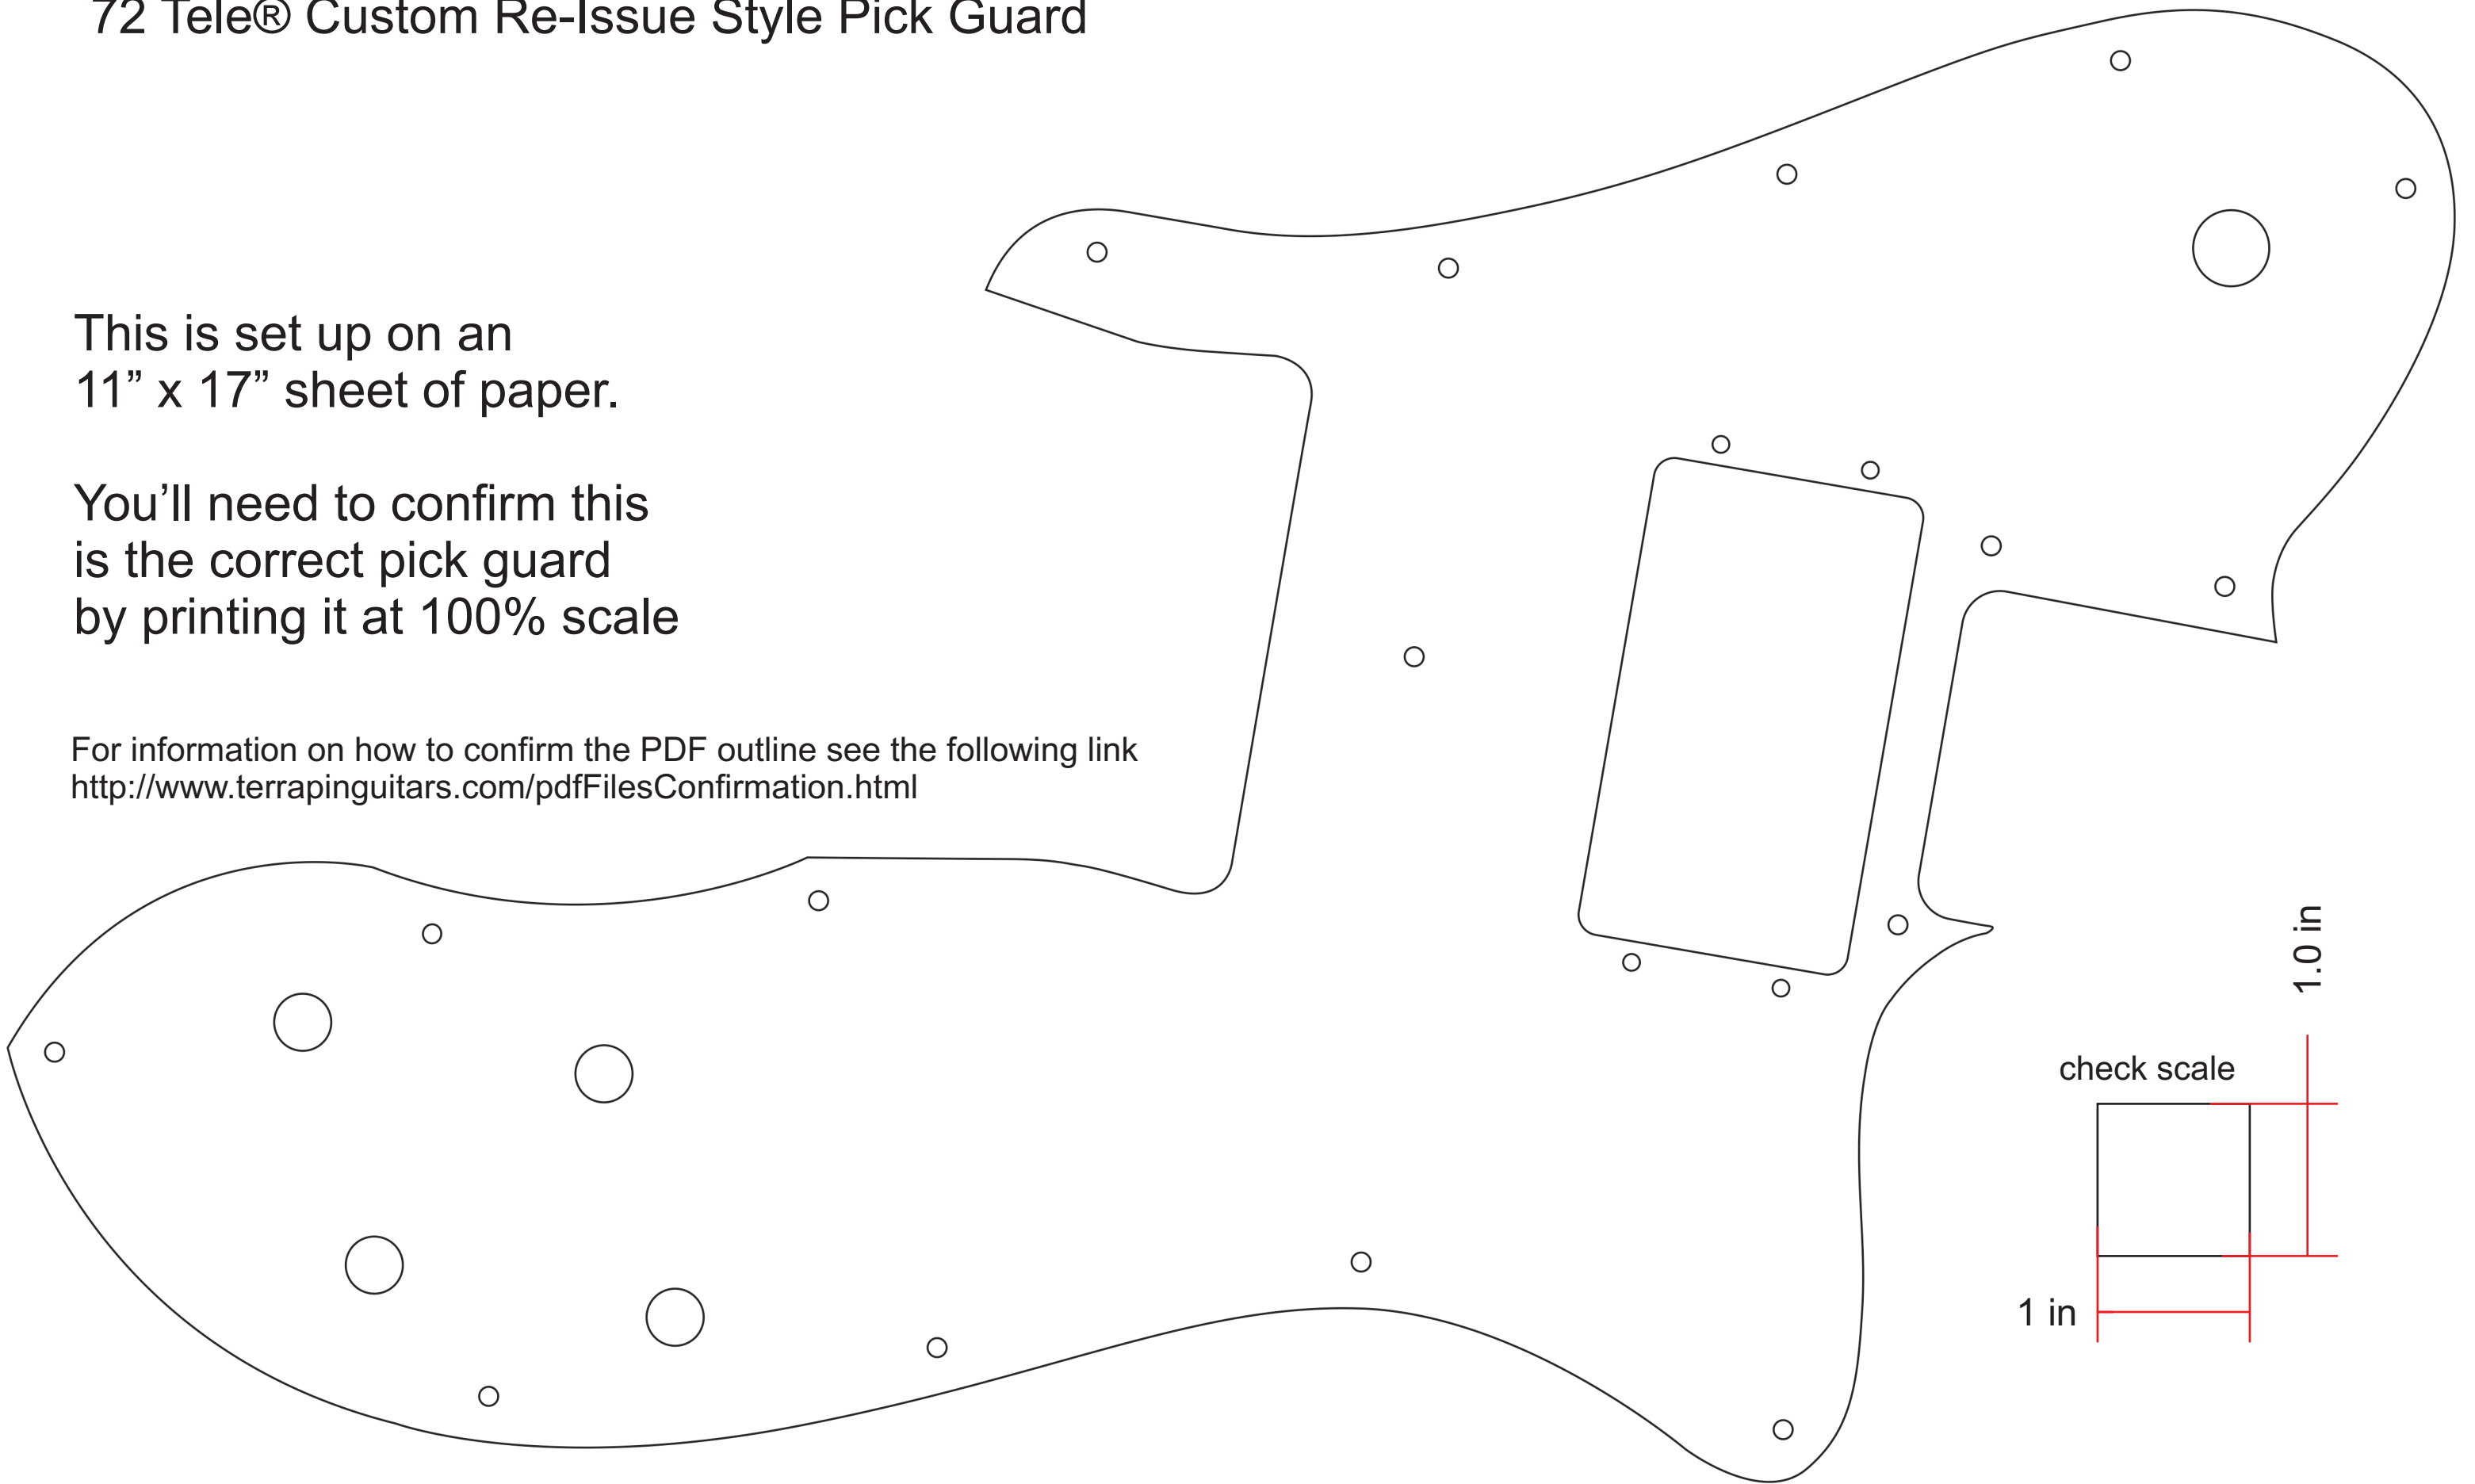 72 Tele® Custom Re-Issue Style Pick Guard
This is set up on an
11” x 17” sheet of paper.
You’ll need to confirm this
is the correct pick guard
by printing it at 100% scale
For information on how to confirm the PDF outline see the following link
http://www.terrapinguitars.com/pdfFilesConfirmation.html
1.0 in
check scale
1 in